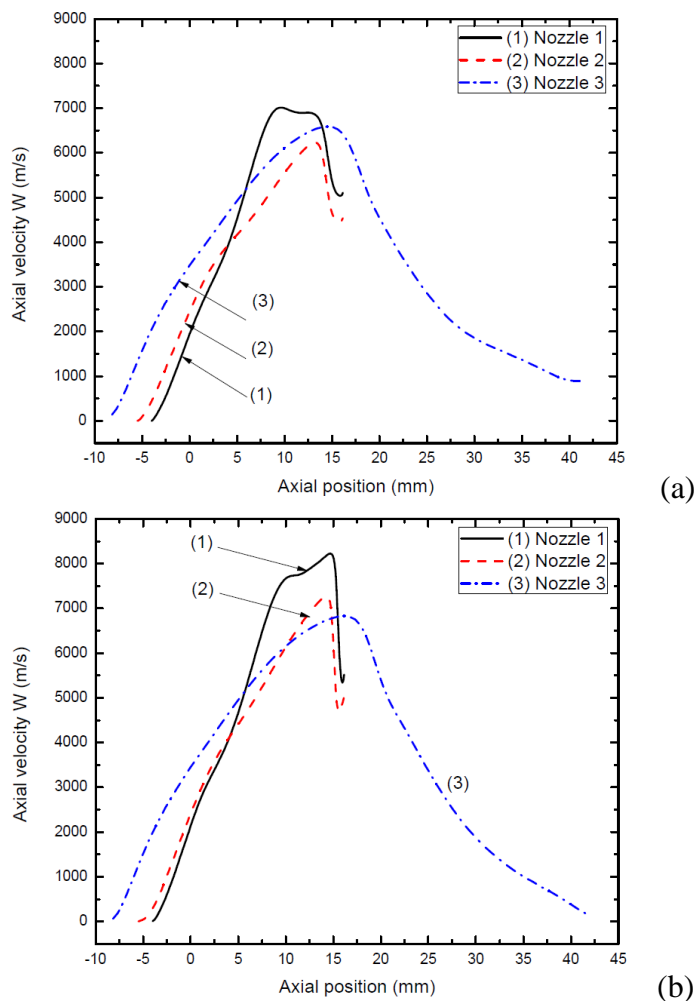 9000
8000
7000
6000
5000
4000
3000
2000
1000
0
Axial velocity W (m/s)
(1) Nozzle 1
(2) Nozzle 2
(3) Nozzle 3
(3)
(2)
(1)
-10 -5 0 5 10 15 20 25 30 35 40 45
Axial position (mm)
(a)
9000
8000
7000
6000
5000
4000
3000
2000
1000
0
Axial velocity W (m/s)
(1) Nozzle 1
(2) Nozzle 2
(3) Nozzle 3
(1)
(2)
(3)
-10 -5 0 5 10 15 20 25 30 35 40 45
Axial position (mm)
(b)